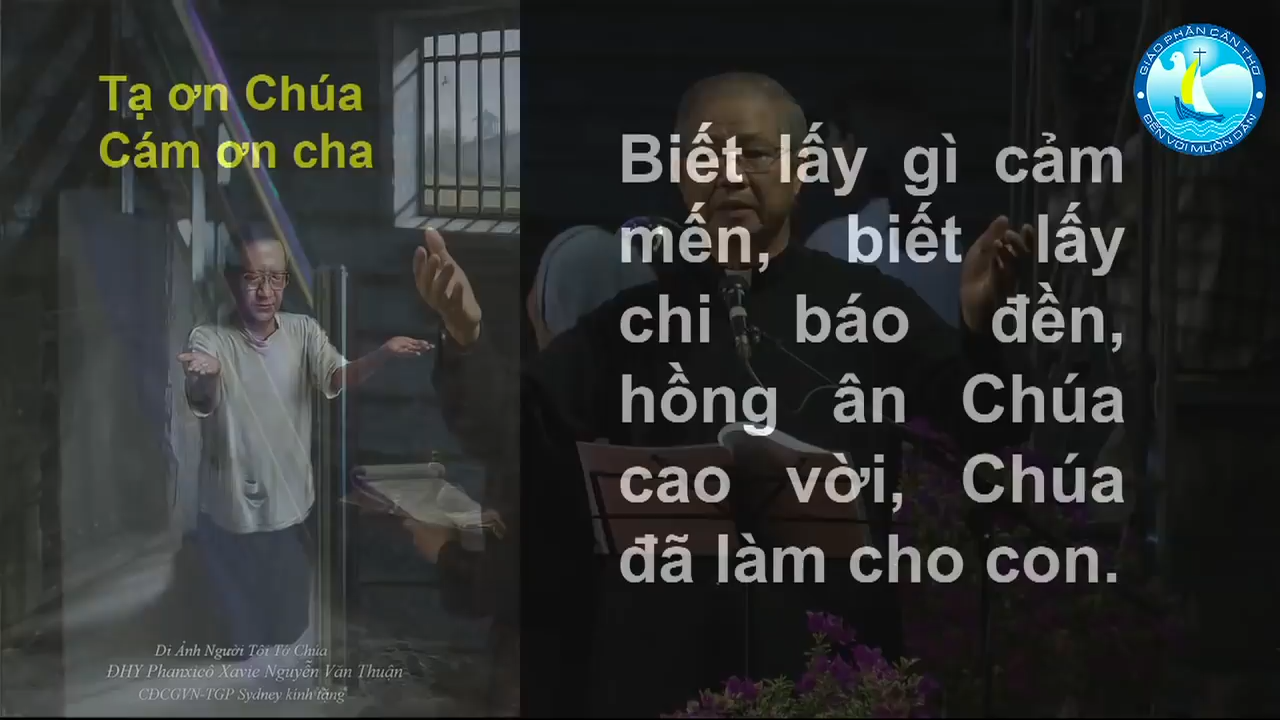 Tạ ơn Chúa
Cám ơn cha
Biết lấy gì cảm
mến, biết lấy
chi báo đền,
hồng ân Chúa
cao vời, Chúa
đã làm cho con.
GIÁO PHẬN CẦN THƠ
ĐẾN VỚI MUÔN DÂN
Di Ảnh Người Tôi Tớ Chúa
ĐHY Phanxicô Xavie Nguyễn Văn Thuận
CĐCGVN-TGP Sydney kính tặng